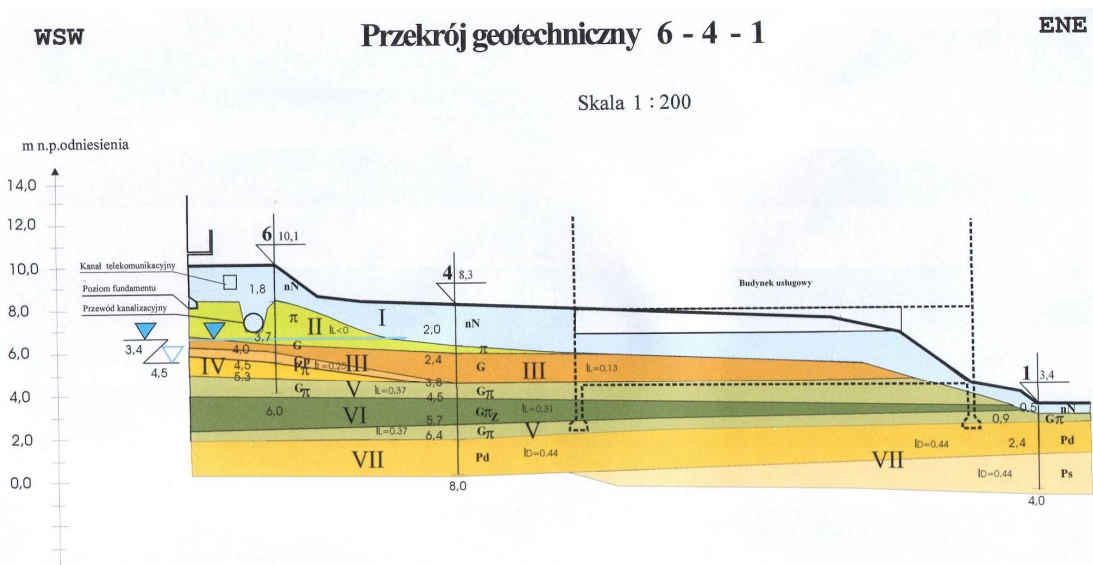 WSW
Przekrój geotechniczny 6 - 4 - 1
ENE
Skala 1 : 200
m n.p.odniesienia
14,0
12,0
10,0
8,0
6,0
4,0
2,0
0,0
Kanał telekomunikacyjny
Poziom fundamentu
Przewód kanalizacyjny
3,4
4,5
6
10,1
1,8
nN
π
II
IL<0
I
3,7
G
4,0
Gp
IV
4,5
IL=0,25
III
5,3
Gπ
V
IL=0,37
VI
6,0
IL=0,37
VII
4
8,3
2,0
nN
π
2,4
G
III
IL=0,13
3,8
Gπ
4,5
GπZ
IL=0,31
5,7
Gπ
V
6,4
Pd
ID=0,44
8,0
Budynek usługowy
1
3,4
0,5
nN
0,9
Gπ
ID=0,44
2,4
Pd
VII
ID=0,44
Ps
4,0